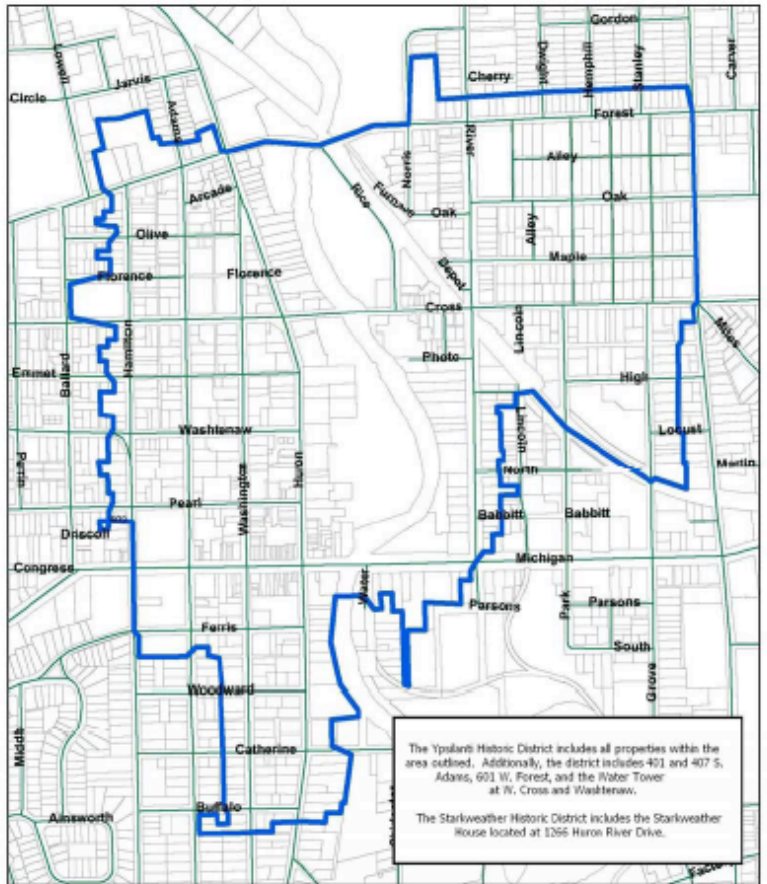 Gordon
Lowell
Dwight
Hemphill
Stanley
Carver
Cherry
Jarvis
Circle
Adams
Forest
River
Norris
Alley
Arcade
Rice
Furnace
Oak
Oak
Alley
Olive
Maple
Florence
Florence
Depot
Cross
Lincoln
Miles
Hamilton
Photo
Emmet
Ballard
High
Lincoln
Washtenaw
Locust
Perrin
Washington
Huron
North
Martin
Pearl
Babbitt
Babbitt
Driscoll
Michigan
Congress
Water
Park
Parsons
Parsons
Ferris
South
Woodward
Grove
Catherine
Buffalo
Ainsworth
The Ypsilanti Historic District includes all properties within the
area outlined. Additionally, the district includes 401 and 407 S.
Adams, 601 W. Forest, and the Water Tower
at W. Cross and Washtenaw.
The Starkweather Historic District includes the Starkweather
House located at 1266 Huron River Drive.